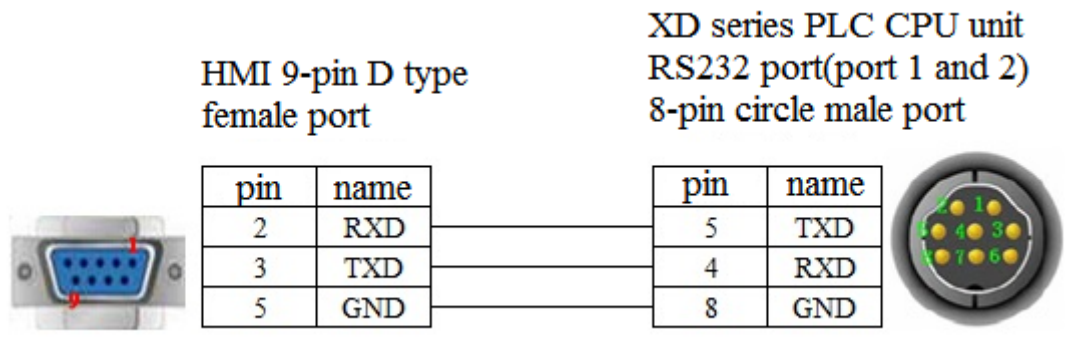 XD series PLC CPU unit
HMI 9-pin D type RS232 port(port 1 and 2)
female port 8-pin circle male port
pin name pin name
2 RXD 5 TXD
3 TXD 4 RXD
5 GND 8 GND
1
9
2 1
5 4 3
8 7 6